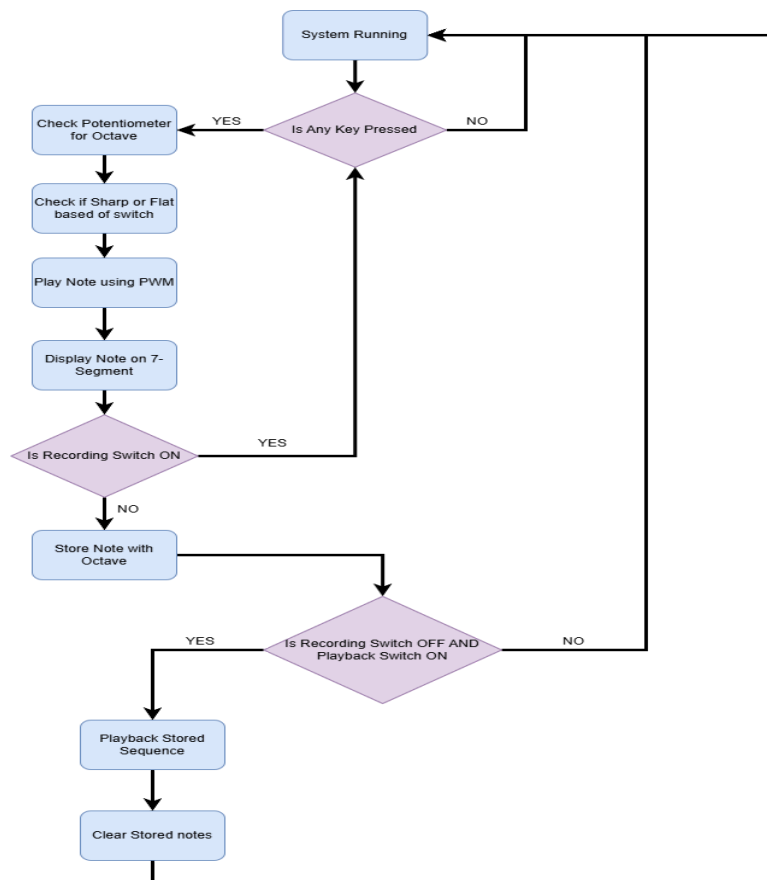 System Running
Is Any Key Pressed
YES
NO
Check Potentiometer
for Octave
Check if Sharp or Flat
based of switch
Play Note using PWM
Display Note on 7-
Segment
Is Recording Switch ON
YES
NO
Store Note with
Octave
Is Recording Switch OFF AND
Playback Switch ON
YES
NO
Playback Stored
Sequence
Clear Stored notes